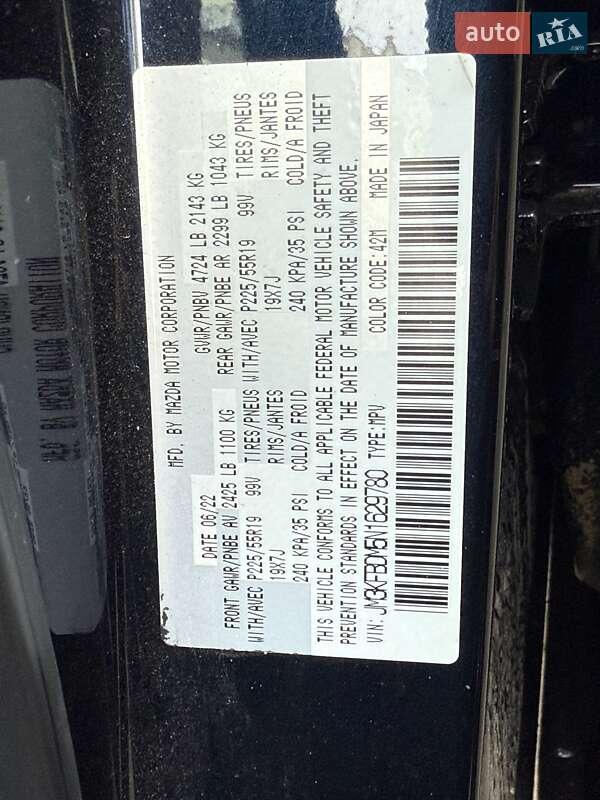 auto RIA .com
MFD. BY MAZDA MOTOR CORPORATION
DATE 06/22 GVWR/PNBV 4724 LB 2143 KG
FRONT GAWR/PNBE AV 2425 LB 1100 KG REAR GAWR/PNBE AR 2299 LB 1043 KG
WITH/AVEC P225/55R19 99V TIRES/PNEUS WITH/AVEC P225/55R19 99V TIRES/PNEUS
19X7J RIMS/JANTES 19X7J RIMS/JANTES
240 KPA/35 PSI COLD/A FROID 240 KPA/35 PSI COLD/A FROID
THIS VEHICLE CONFORMS TO ALL APPLICABLE FEDERAL MOTOR VEHICLE SAFETY AND THEFT
PREVENTION STANDARDS IN EFFECT ON THE DATE OF MANUFACTURE SHOWN ABOVE.
VIN: JM3KFBDM5N1629780 TYPE:MPV COLOR CODE:42M MADE IN JAPAN